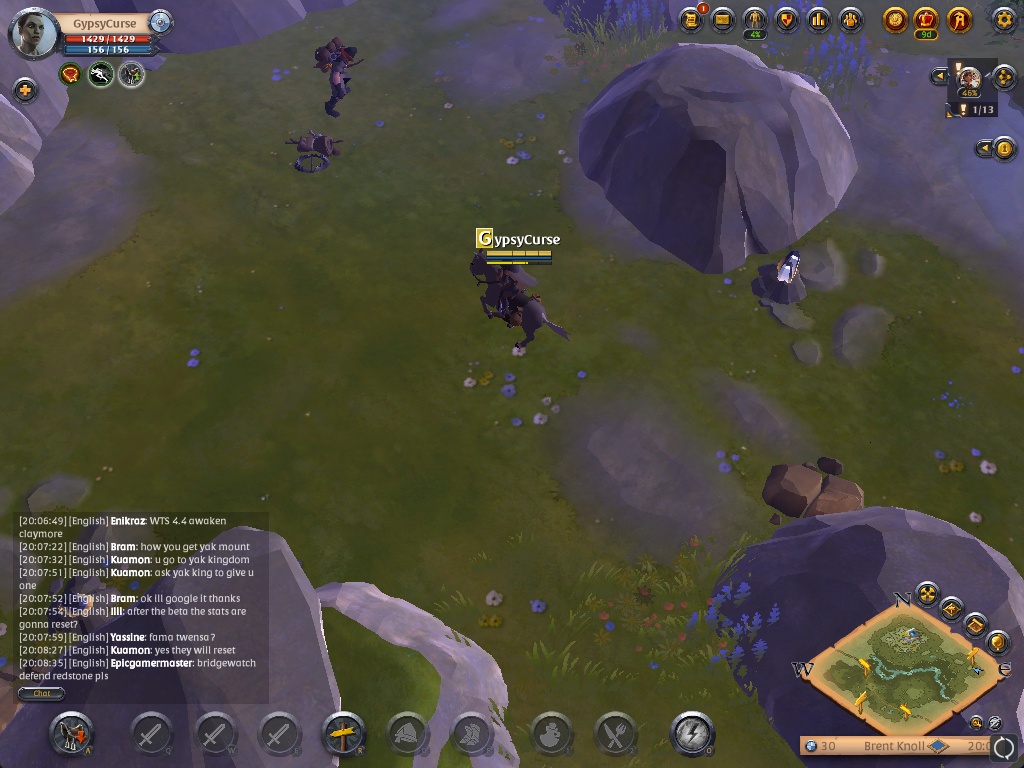 GypsyCurse
1429 / 1429
156 / 156
1
4%
9d
46%
1/13
GypsyCurse
[20:06:49] [English] Enikraz: WTS 4.4 awaken
claymore
[20:07:22] [English] Bram: how you get yak mount
[20:07:32] [English] Kuamon: u go to yak kingdom
[20:07:51] [English] Kuamon: ask yak king to give u
one
[20:07:52] [English] Bram: ok ill google it thanks
[20:07:54] [English] Illi: after the beta the stats are
gonna reset?
[20:07:59] [English] Yassine: fama twensa?
[20:08:27] [English] Kuamon: yes they will reset
[20:08:35] [English] Epicgamermaster: bridgewatch
defend redstone pls
Chat
N
W E
A Q W E R
30 Brent Knoll